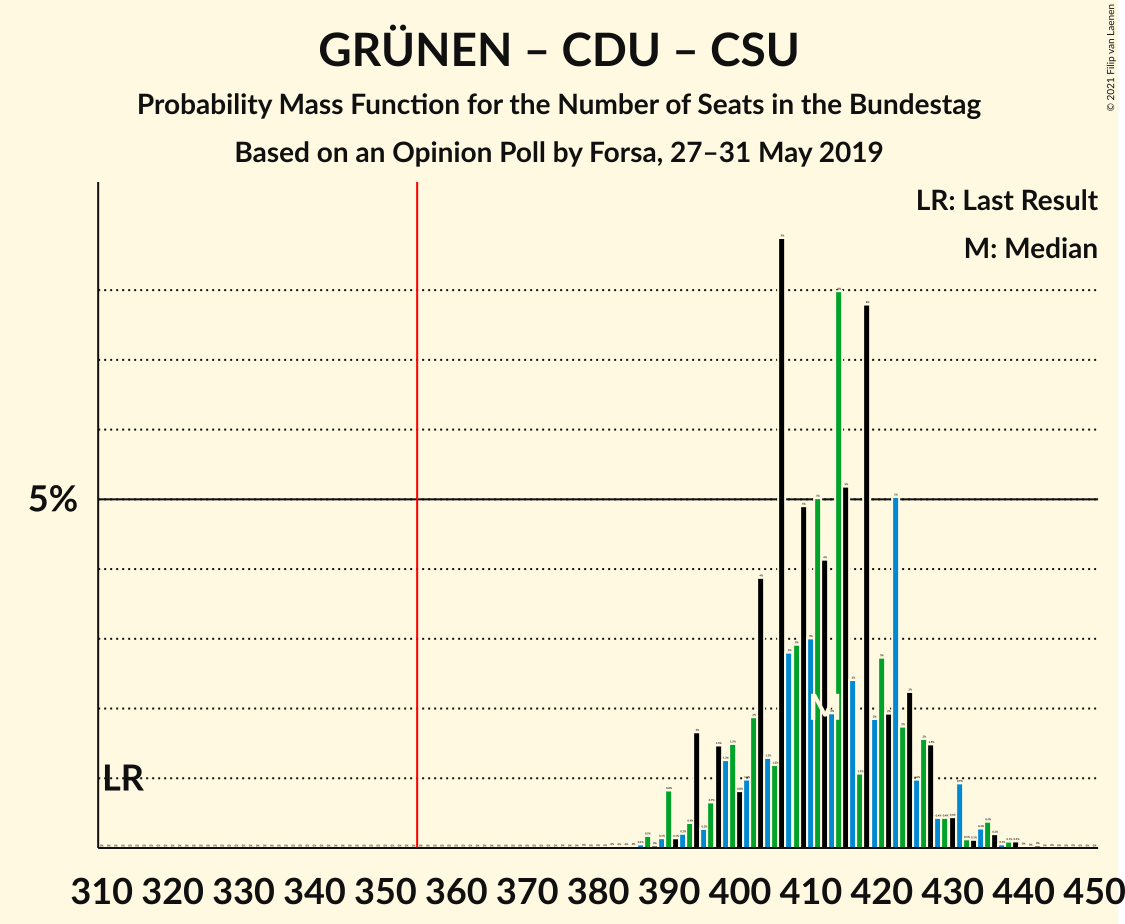 GRÜNEN – CDU – CSU
Probability Mass Function for the Number of Seats in the Bundestag
Based on an Opinion Poll by Forsa, 27–31 May 2019
© 2021 Filip van Laenen
LR: Last Result
M: Median
5%
M
LR
310 320 330 340 350 360 370 380 390 400 410 420 430 440 450